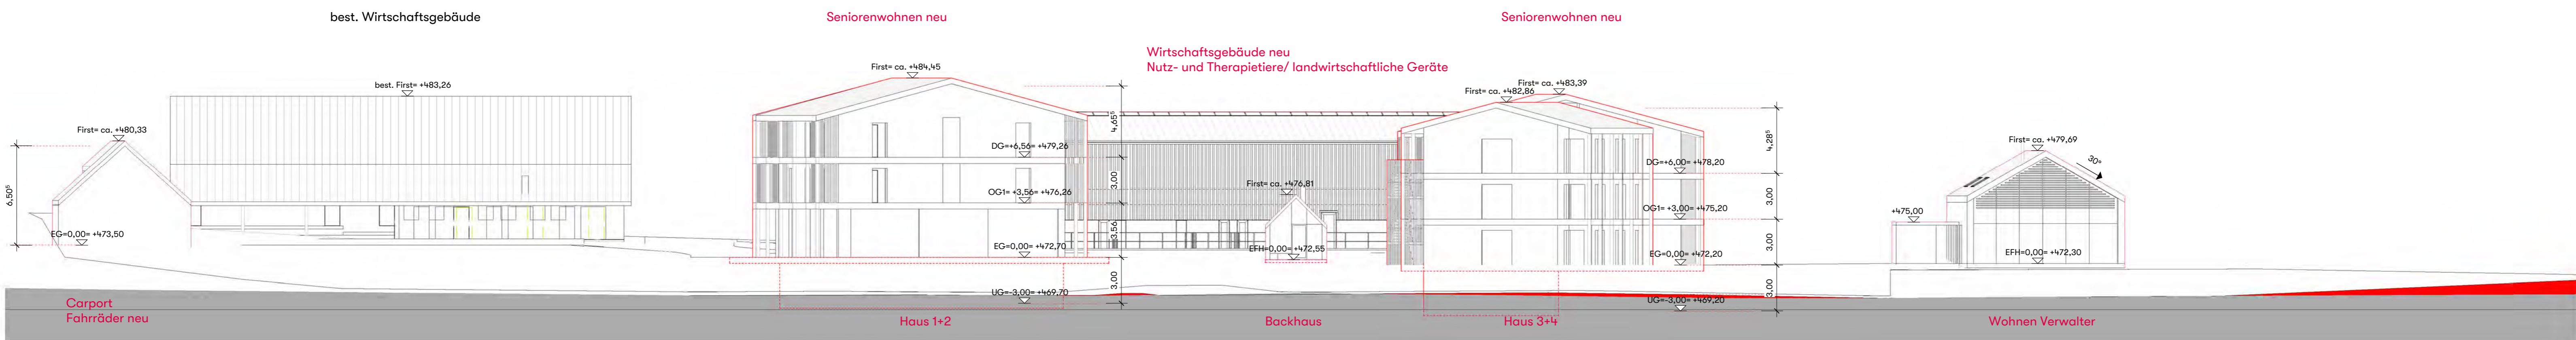 best. Wirtschaftsgebäude
Seniorenwohnen neu
Seniorenwohnen neu
Wirtschaftsgebäude neu
Nutz- und Therapietiere/ landwirtschaftliche Geräte
First= ca. +484,45
best. First= +483,26
First= ca. +483,39
First= ca. +482,86
First= ca. +480,33
First= ca. +479,69
30°
4,65⁵
4,28⁵
DG=+6,56= +479,26
DG=+6,00= +478,20
6,50⁵
3,00
First= ca. +476,81
3,00
OG1= +3,56= +476,26
OG1= +3,00= +475,20
+475,00
EG=0,00= +473,50
3,56
EG=0,00= +472,70
EFH=0,00= +472,55
3,00
EG=0,00= +472,20
EFH=0,00= +472,30
3,00
UG=-3,00= +469,70
3,00
UG=-3,00= +469,20
Carport
Fahrräder neu
Haus 1+2
Backhaus
Haus 3+4
Wohnen Verwalter